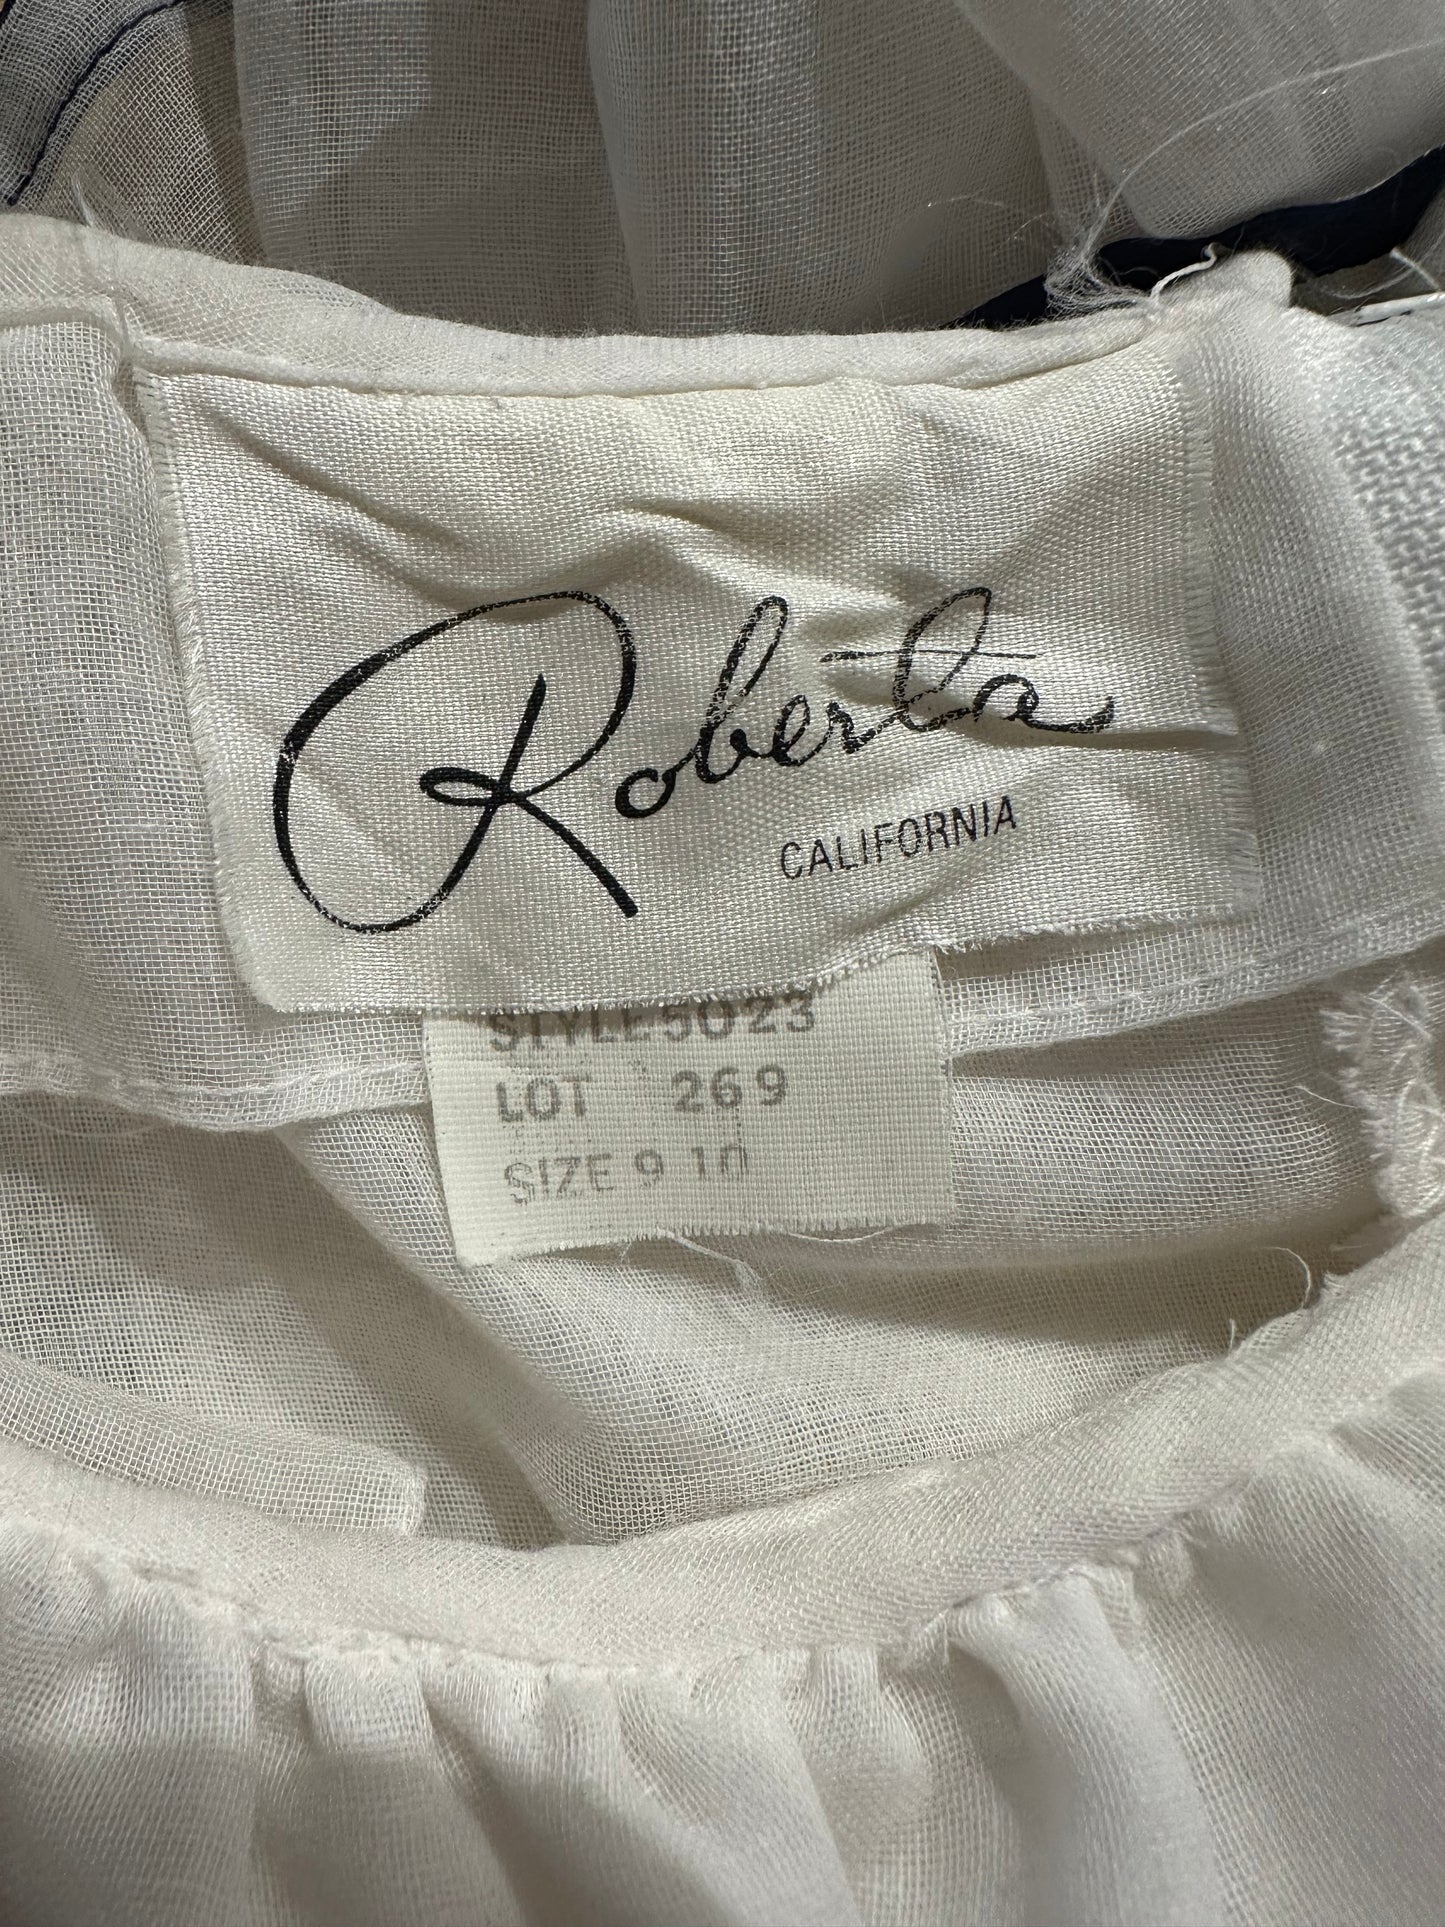 Roberta
CALIFORNIA
STYLE 5023
LOT 269
SIZE 9 10